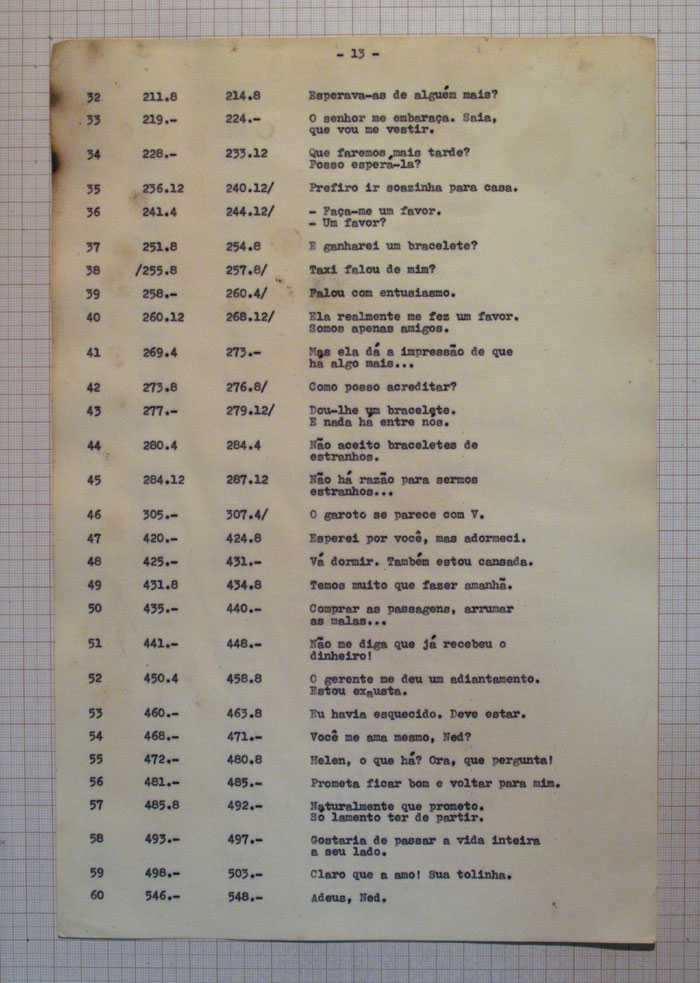 - 13 -
32 211.8 214.8 Esperava-as de alguém mais?
33 219.- 224.- O senhor me embaraça. Saia,
que vou me vestir.
34 228.- 233.12 Que faremos mais tarde?
Posso esperá-la?
35 236.12 240.12/ Prefiro ir soazinha para casa.
36 241.4 244.12/ - Faça-me um favor.
- Um favor?
37 251.8 254.8 E ganharei um bracelete?
38 /255.8 257.8/ Taxi falou de mim?
39 258.- 260.4/ Falou com entusiasmo.
40 260.12 268.12/ Ela realmente me fez um favor.
Somos apenas amigos.
41 269.4 273.- Mas ela dá a impressão de que
há algo mais...
42 273.8 276.8/ Como posso acreditar?
43 277.- 279.12/ Dou-lhe um bracelete.
E nada há entre nós.
44 280.4 284.4 Não aceito braceletes de
estranhos.
45 284.12 287.12 Não há razão para sermos
estranhos...
46 305.- 307.4/ O garoto se parece com V.
47 420.- 424.8 Esperei por você, mas adormeci.
48 425.- 431.- Vá dormir. Também estou cansada.
49 431.8 434.8 Temos muito que fazer amanhã.
50 435.- 440.- Comprar as passagens, arrumar
as malas...
51 441.- 448.- Não me diga que já recebeu o
dinheiro!
52 450.4 458.8 O gerente me deu um adiantamento.
Estou exausta.
53 460.- 463.8 Eu havia esquecido. Deve estar.
54 468.- 471.- Você me ama mesmo, Ned?
55 472.- 480.8 Helen, o que há? Ora, que pergunta!
56 481.- 485.- Prometa ficar bom e voltar para mim.
57 485.8 492.- Naturalmente que prometo.
Só lamento ter de partir.
58 493.- 497.- Gostaria de passar a vida inteira
a seu lado.
59 498.- 503.- Claro que a amo! Sua tolinha.
60 546.- 548.- Adeus, Ned.